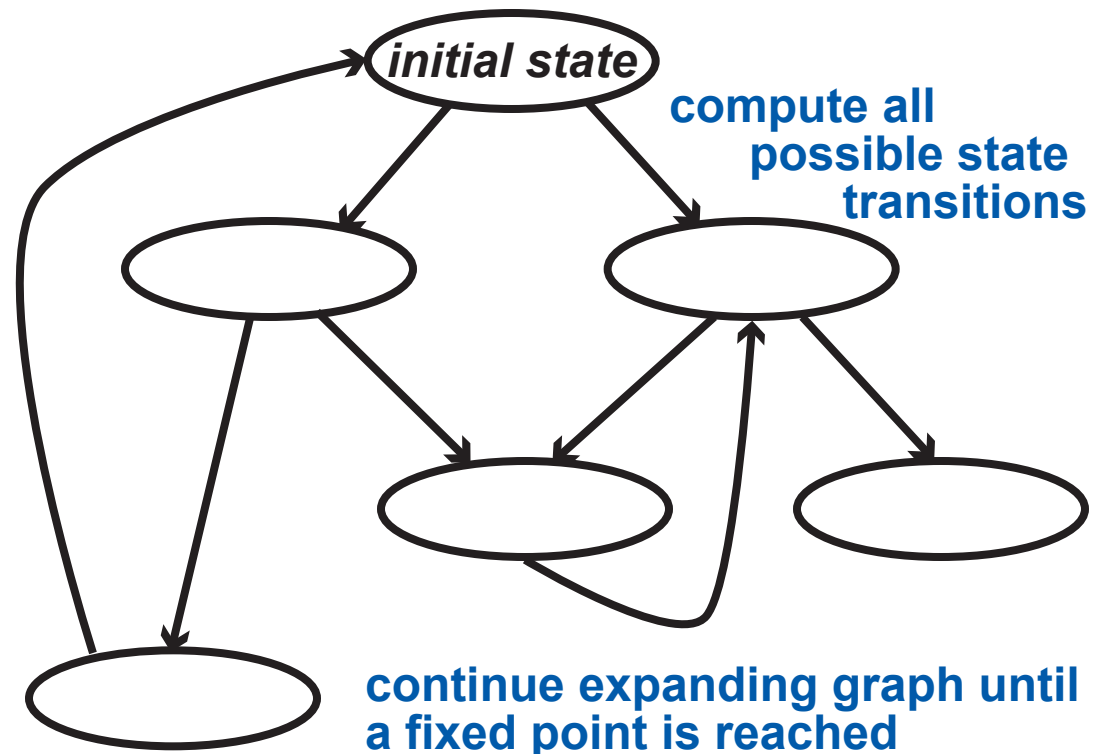 initial state
compute all
possible state
transitions
continue expanding graph until
a fixed point is reached